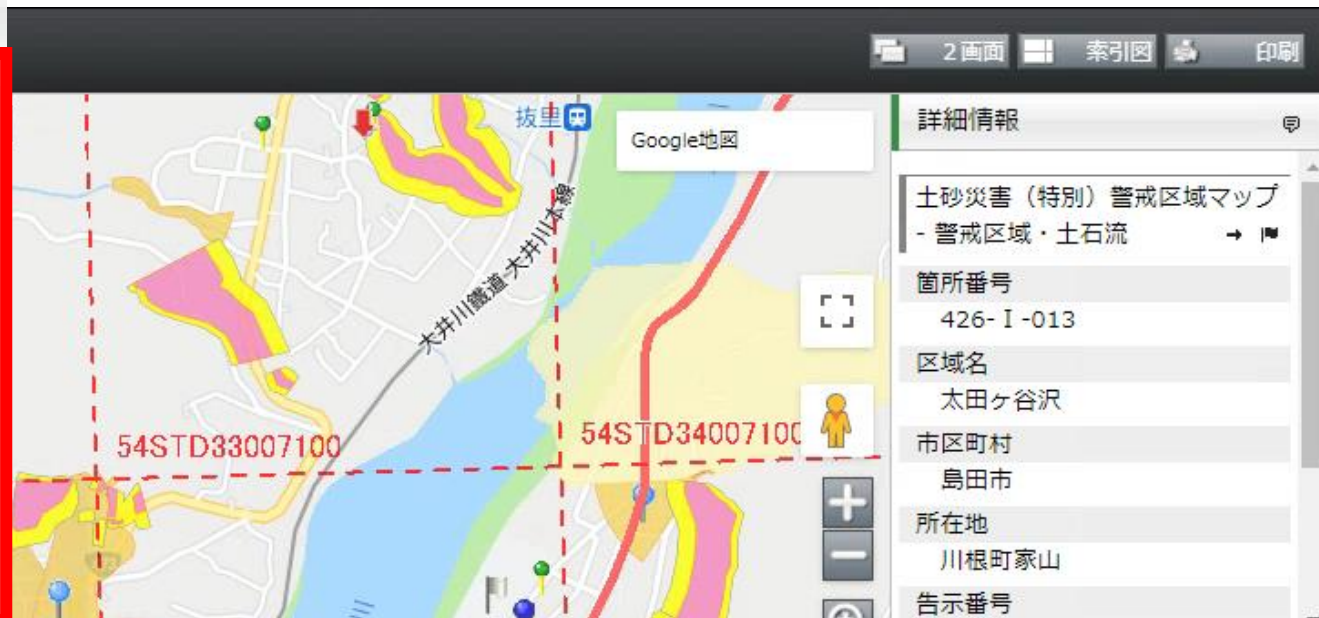 ２画面
索引図
印刷
抜里
Google地図
大井川鐵道 大井川本線
54STD33007100
54STD34007100
詳細情報
土砂災害（特別）警戒区域マップ
- 警戒区域・土石流
箇所番号
426-Ⅰ-013
区域名
太田ヶ谷沢
市区町村
島田市
所在地
川根町家山
告示番号